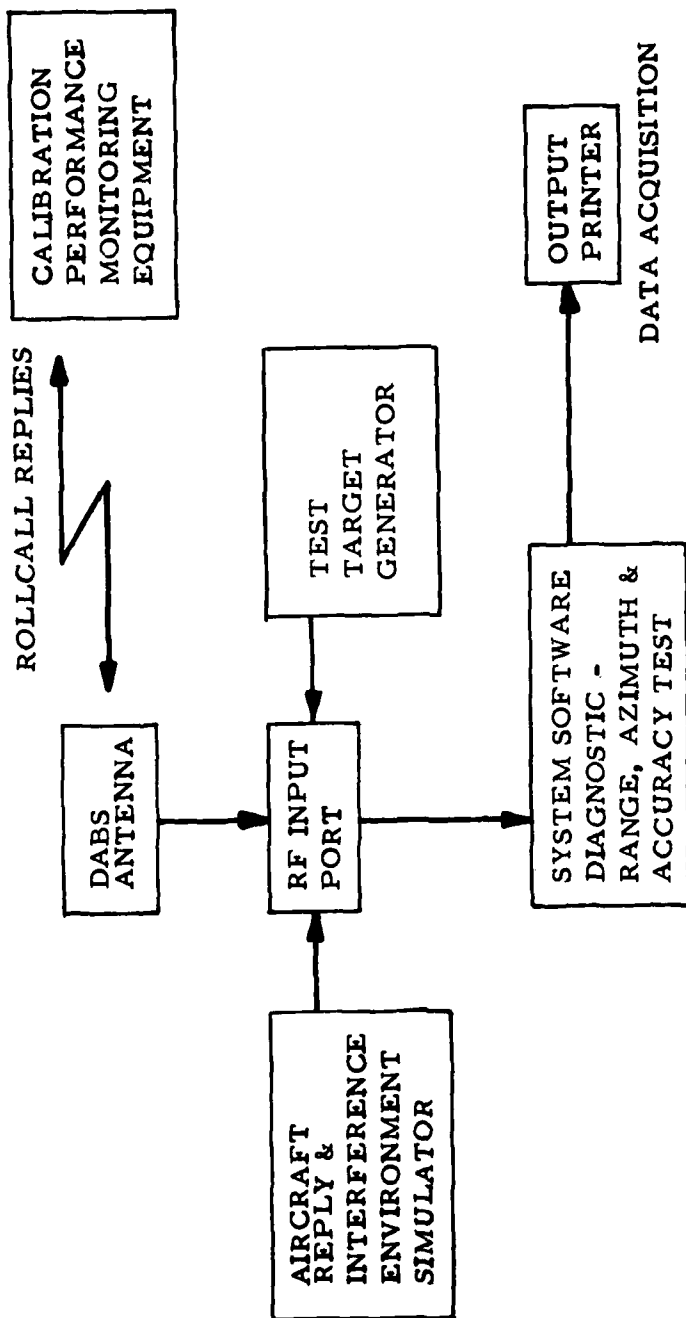 CALIBRATION
PERFORMANCE
MONITORING
EQUIPMENT
ROLLCALL REPLIES
DABS
ANTENNA
TEST
TARGET
GENERATOR
RF INPUT
PORT
AIRCRAFT
REPLY &
INTERFERENCE
ENVIRONMENT
SIMULATOR
SYSTEM SOFTWARE
DIAGNOSTIC -
RANGE, AZIMUTH &
ACCURACY TEST
OUTPUT
PRINTER
DATA ACQUISITION